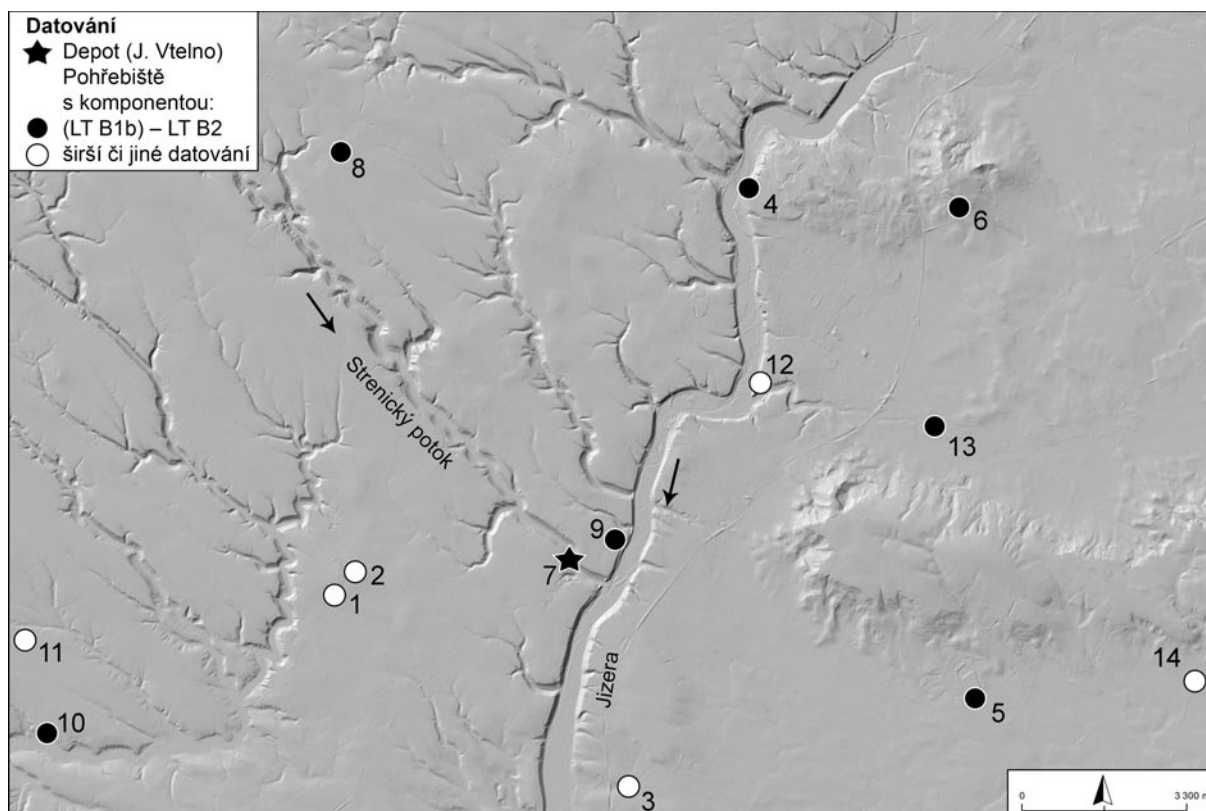 Datování
Depot (J. Vtelno)
Pohřebiště
s komponentou:
(LT B1b) – LT B2
širší či jiné datování
8
4
6
Strenický potok
12
13
9
7
2
1
11
Jizera
14
10
5
3
0
3 300 m